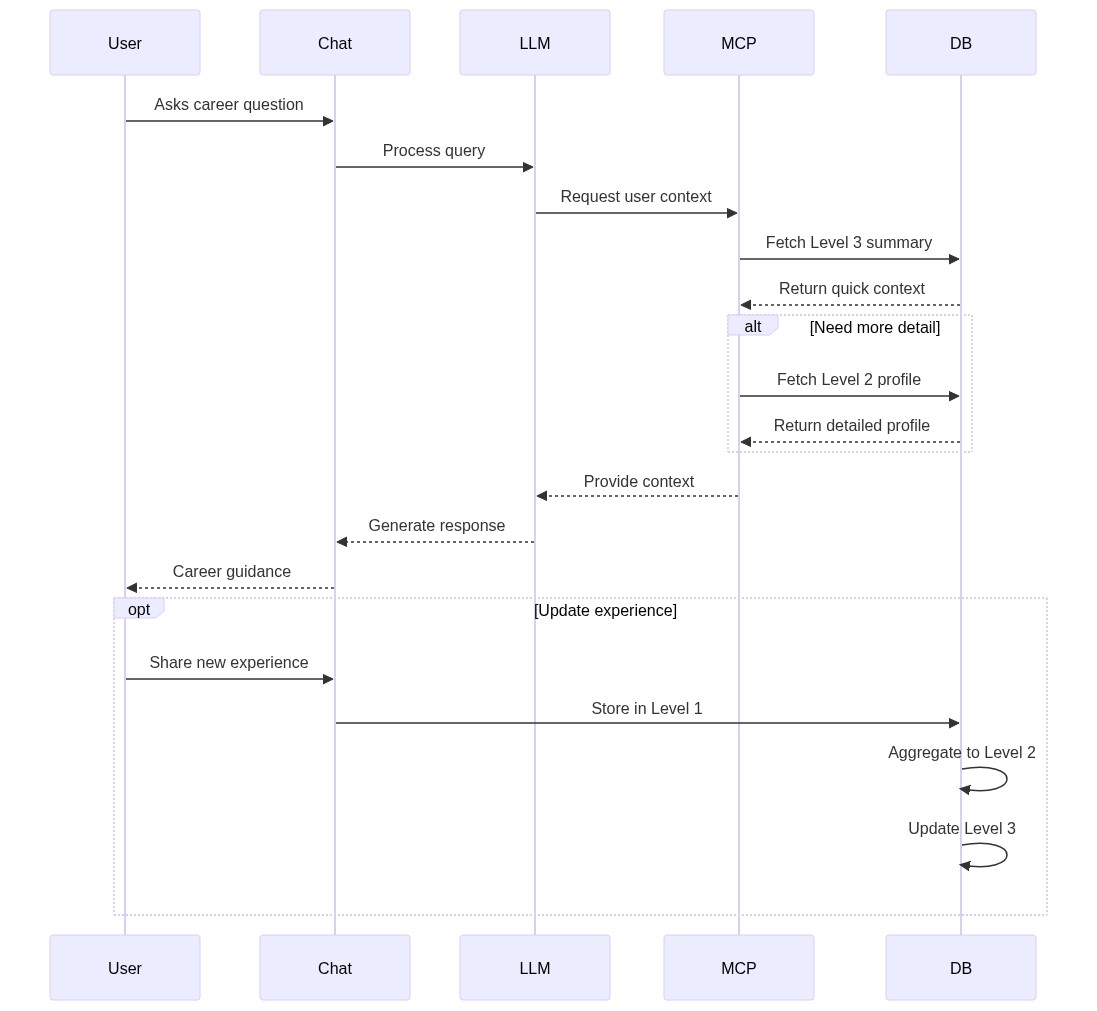 User
Chat
LLM
MCP
DB
Asks career question
Process query
Request user context
Fetch Level 3 summary
Return quick context
alt
[Need more detail]
Fetch Level 2 profile
Return detailed profile
Provide context
Generate response
Career guidance
opt
[Update experience]
Share new experience
Store in Level 1
Aggregate to Level 2
Update Level 3
User
Chat
LLM
MCP
DB